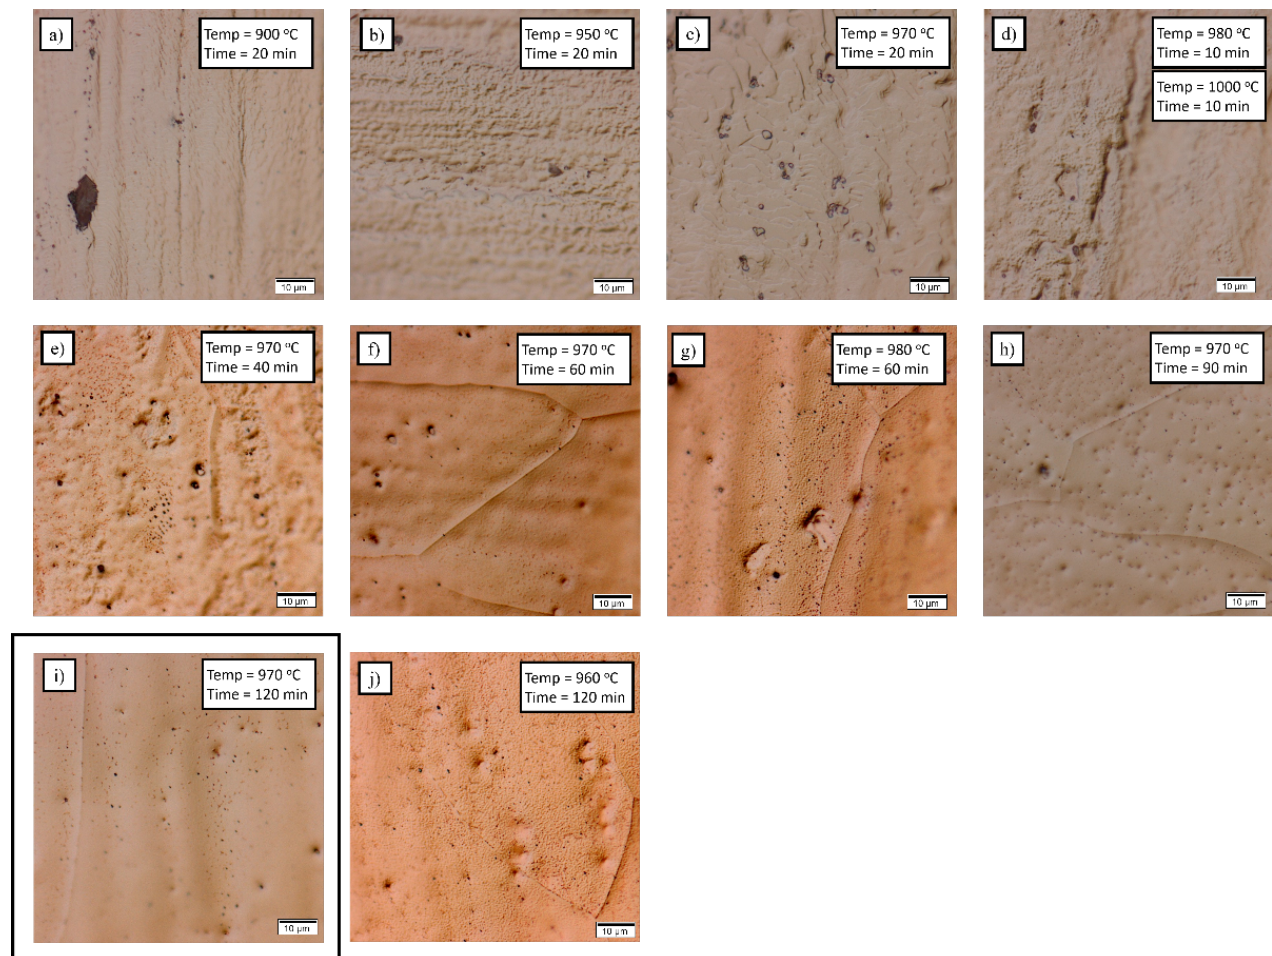 a)
Temp = 900 °C
Time = 20 min
10 µm
b)
Temp = 950 °C
Time = 20 min
10 µm
c)
Temp = 970 °C
Time = 20 min
10 µm
d)
Temp = 980 °C
Time = 10 min
Temp = 1000 °C
Time = 10 min
10 µm
e)
Temp = 970 °C
Time = 40 min
10 µm
f)
Temp = 970 °C
Time = 60 min
10 µm
g)
Temp = 980 °C
Time = 60 min
10 µm
h)
Temp = 970 °C
Time = 90 min
10 µm
i)
Temp = 970 °C
Time = 120 min
10 µm
j)
Temp = 960 °C
Time = 120 min
10 µm